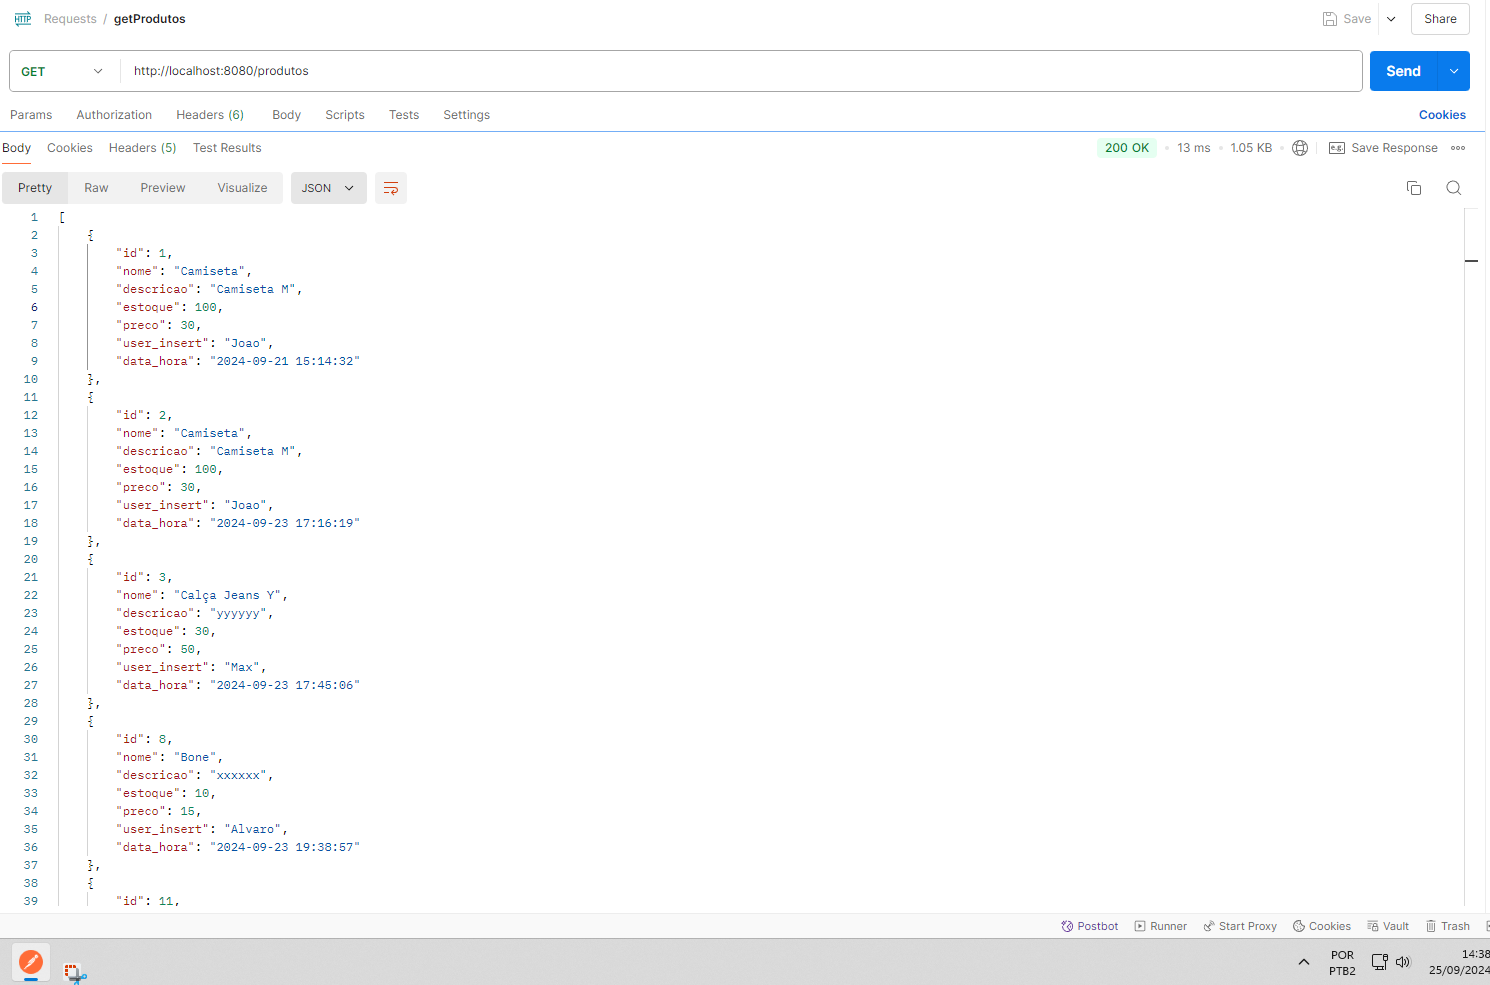 HTTP Requests / getProdutos Save Share
GET http://localhost:8080/produtos Send
Params Authorization Headers (6) Body Scripts Tests Settings Cookies
Body Cookies Headers (5) Test Results 200 OK 13 ms 1.05 KB e.g. Save Response
Pretty Raw Preview Visualize JSON
1 [
2 {
3 "id": 1,
4 "nome": "Camiseta",
5 "descricao": "Camiseta M",
6 "estoque": 100,
7 "preco": 30,
8 "user_insert": "Joao",
9 "data_hora": "2024-09-21 15:14:32"
10 },
11 {
12 "id": 2,
13 "nome": "Camiseta",
14 "descricao": "Camiseta M",
15 "estoque": 100,
16 "preco": 30,
17 "user_insert": "Joao",
18 "data_hora": "2024-09-23 17:16:19"
19 },
20 {
21 "id": 3,
22 "nome": "Calça Jeans Y",
23 "descricao": "yyyyyy",
24 "estoque": 30,
25 "preco": 50,
26 "user_insert": "Max",
27 "data_hora": "2024-09-23 17:45:06"
28 },
29 {
30 "id": 8,
31 "nome": "Bone",
32 "descricao": "xxxxxx",
33 "estoque": 10,
34 "preco": 15,
35 "user_insert": "Alvaro",
36 "data_hora": "2024-09-23 19:38:57"
37 },
38 {
39 "id": 11,
Postbot Runner Start Proxy Cookies Vault Trash
POR 14:38
PTB2 25/09/2024